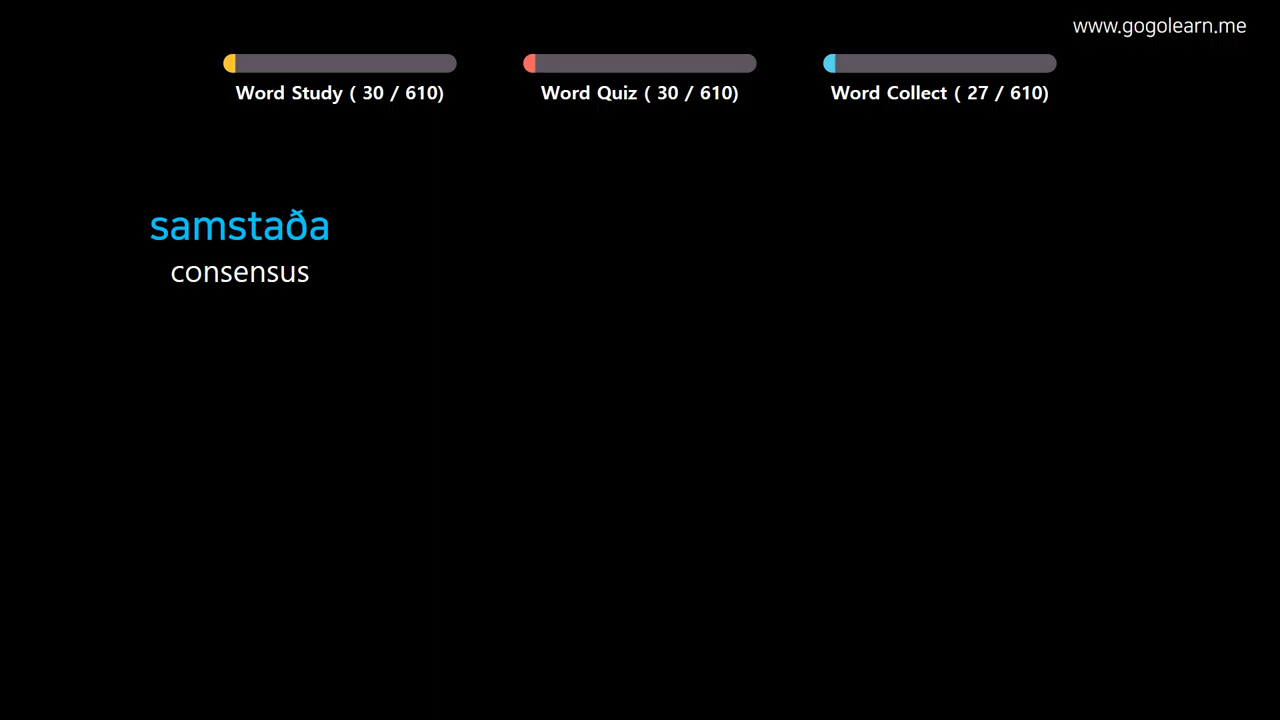 www.gogolearn.me
Word Study ( 30 / 610)
Word Quiz ( 30 / 610)
Word Collect ( 27 / 610)
samstaða
consensus